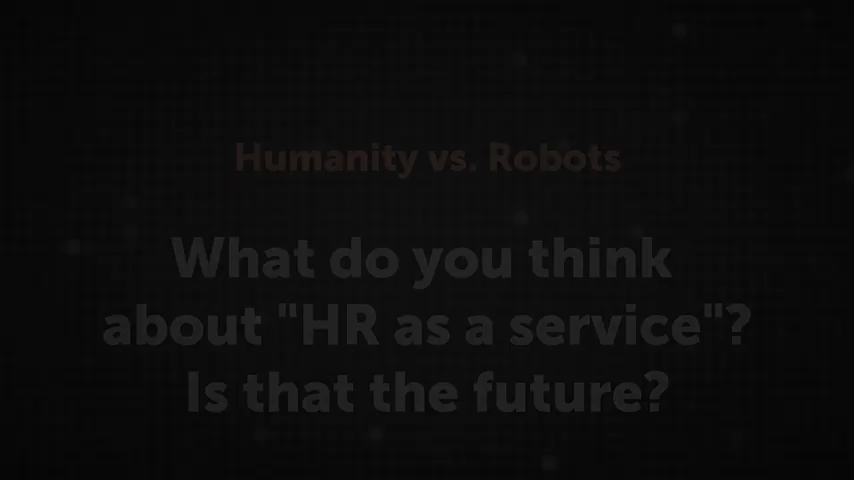 Humanity vs. Robots
What do you think
about "HR as a service"?
Is that the future?